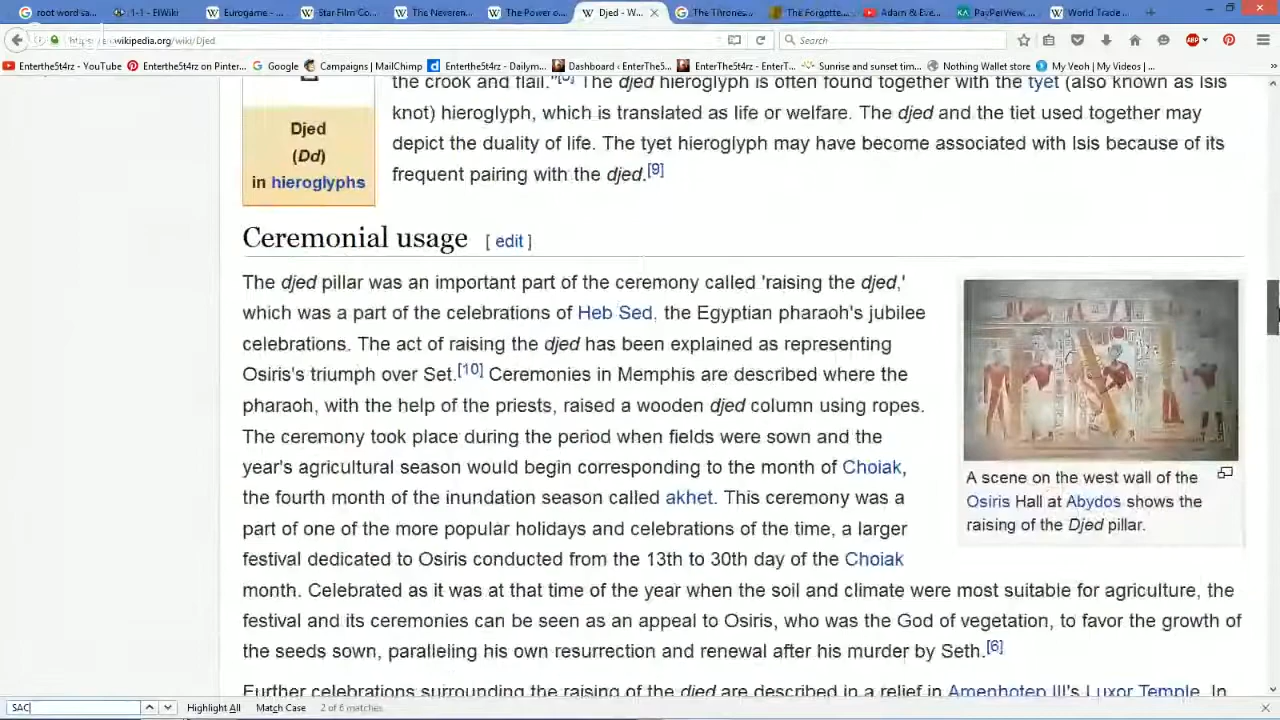 root word sa...
1-1 - EiWiki
Eurogame -...
Star Film Co...
The Neveren...
The Power o...
Djed - W...
The Thrones...
The Forgotte...
Adam & Eve...
PayPerView...
World Trade...
wikipedia.org/wiki/Djed
Search
Entertthe5t4rz - YouTube
Enterthe5t4rz on Pinter...
Google
Campaigns | MailChimp
Enterthe5t4rz - Dailym...
Dashboard ‹ EnterThe5...
Enterthe5t4rz - EnterT...
Sunrise and sunset tim...
Nothing Wallet store
My Yeoh | My Videos |...
the crook and flail."
The djed hieroglyph is often found together with the tyet (also known as Isis
knot) hieroglyph, which is translated as life or welfare. The djed and the tiet used together may
depict the duality of life. The tyet hieroglyph may have become associated with Isis because of its
frequent pairing with the djed.[9]
Djed
(Dd)
in hieroglyphs
Ceremonial usage [ edit ]
The djed pillar was an important part of the ceremony called 'raising the djed,'
which was a part of the celebrations of Heb Sed, the Egyptian pharaoh's jubilee
celebrations. The act of raising the djed has been explained as representing
Osiris's triumph over Set.[10] Ceremonies in Memphis are described where the
pharaoh, with the help of the priests, raised a wooden djed column using ropes.
The ceremony took place during the period when fields were sown and the
year's agricultural season would begin corresponding to the month of Choiak,
the fourth month of the inundation season called akhet. This ceremony was a
part of one of the more popular holidays and celebrations of the time, a larger
festival dedicated to Osiris conducted from the 13th to 30th day of the Choiak
month. Celebrated as it was at that time of the year when the soil and climate were most suitable for agriculture, the
festival and its ceremonies can be seen as an appeal to Osiris, who was the God of vegetation, to favor the growth of
the seeds sown, paralleling his own resurrection and renewal after his murder by Seth.[6]
Further celebrations surrounding the raising of the djed are described in a relief in Amenhotep III's Luxor Temple. In
A scene on the west wall of the
Osiris Hall at Abydos shows the
raising of the Djed pillar.
SAC
Highlight All
Match Case
2 of 6 matches